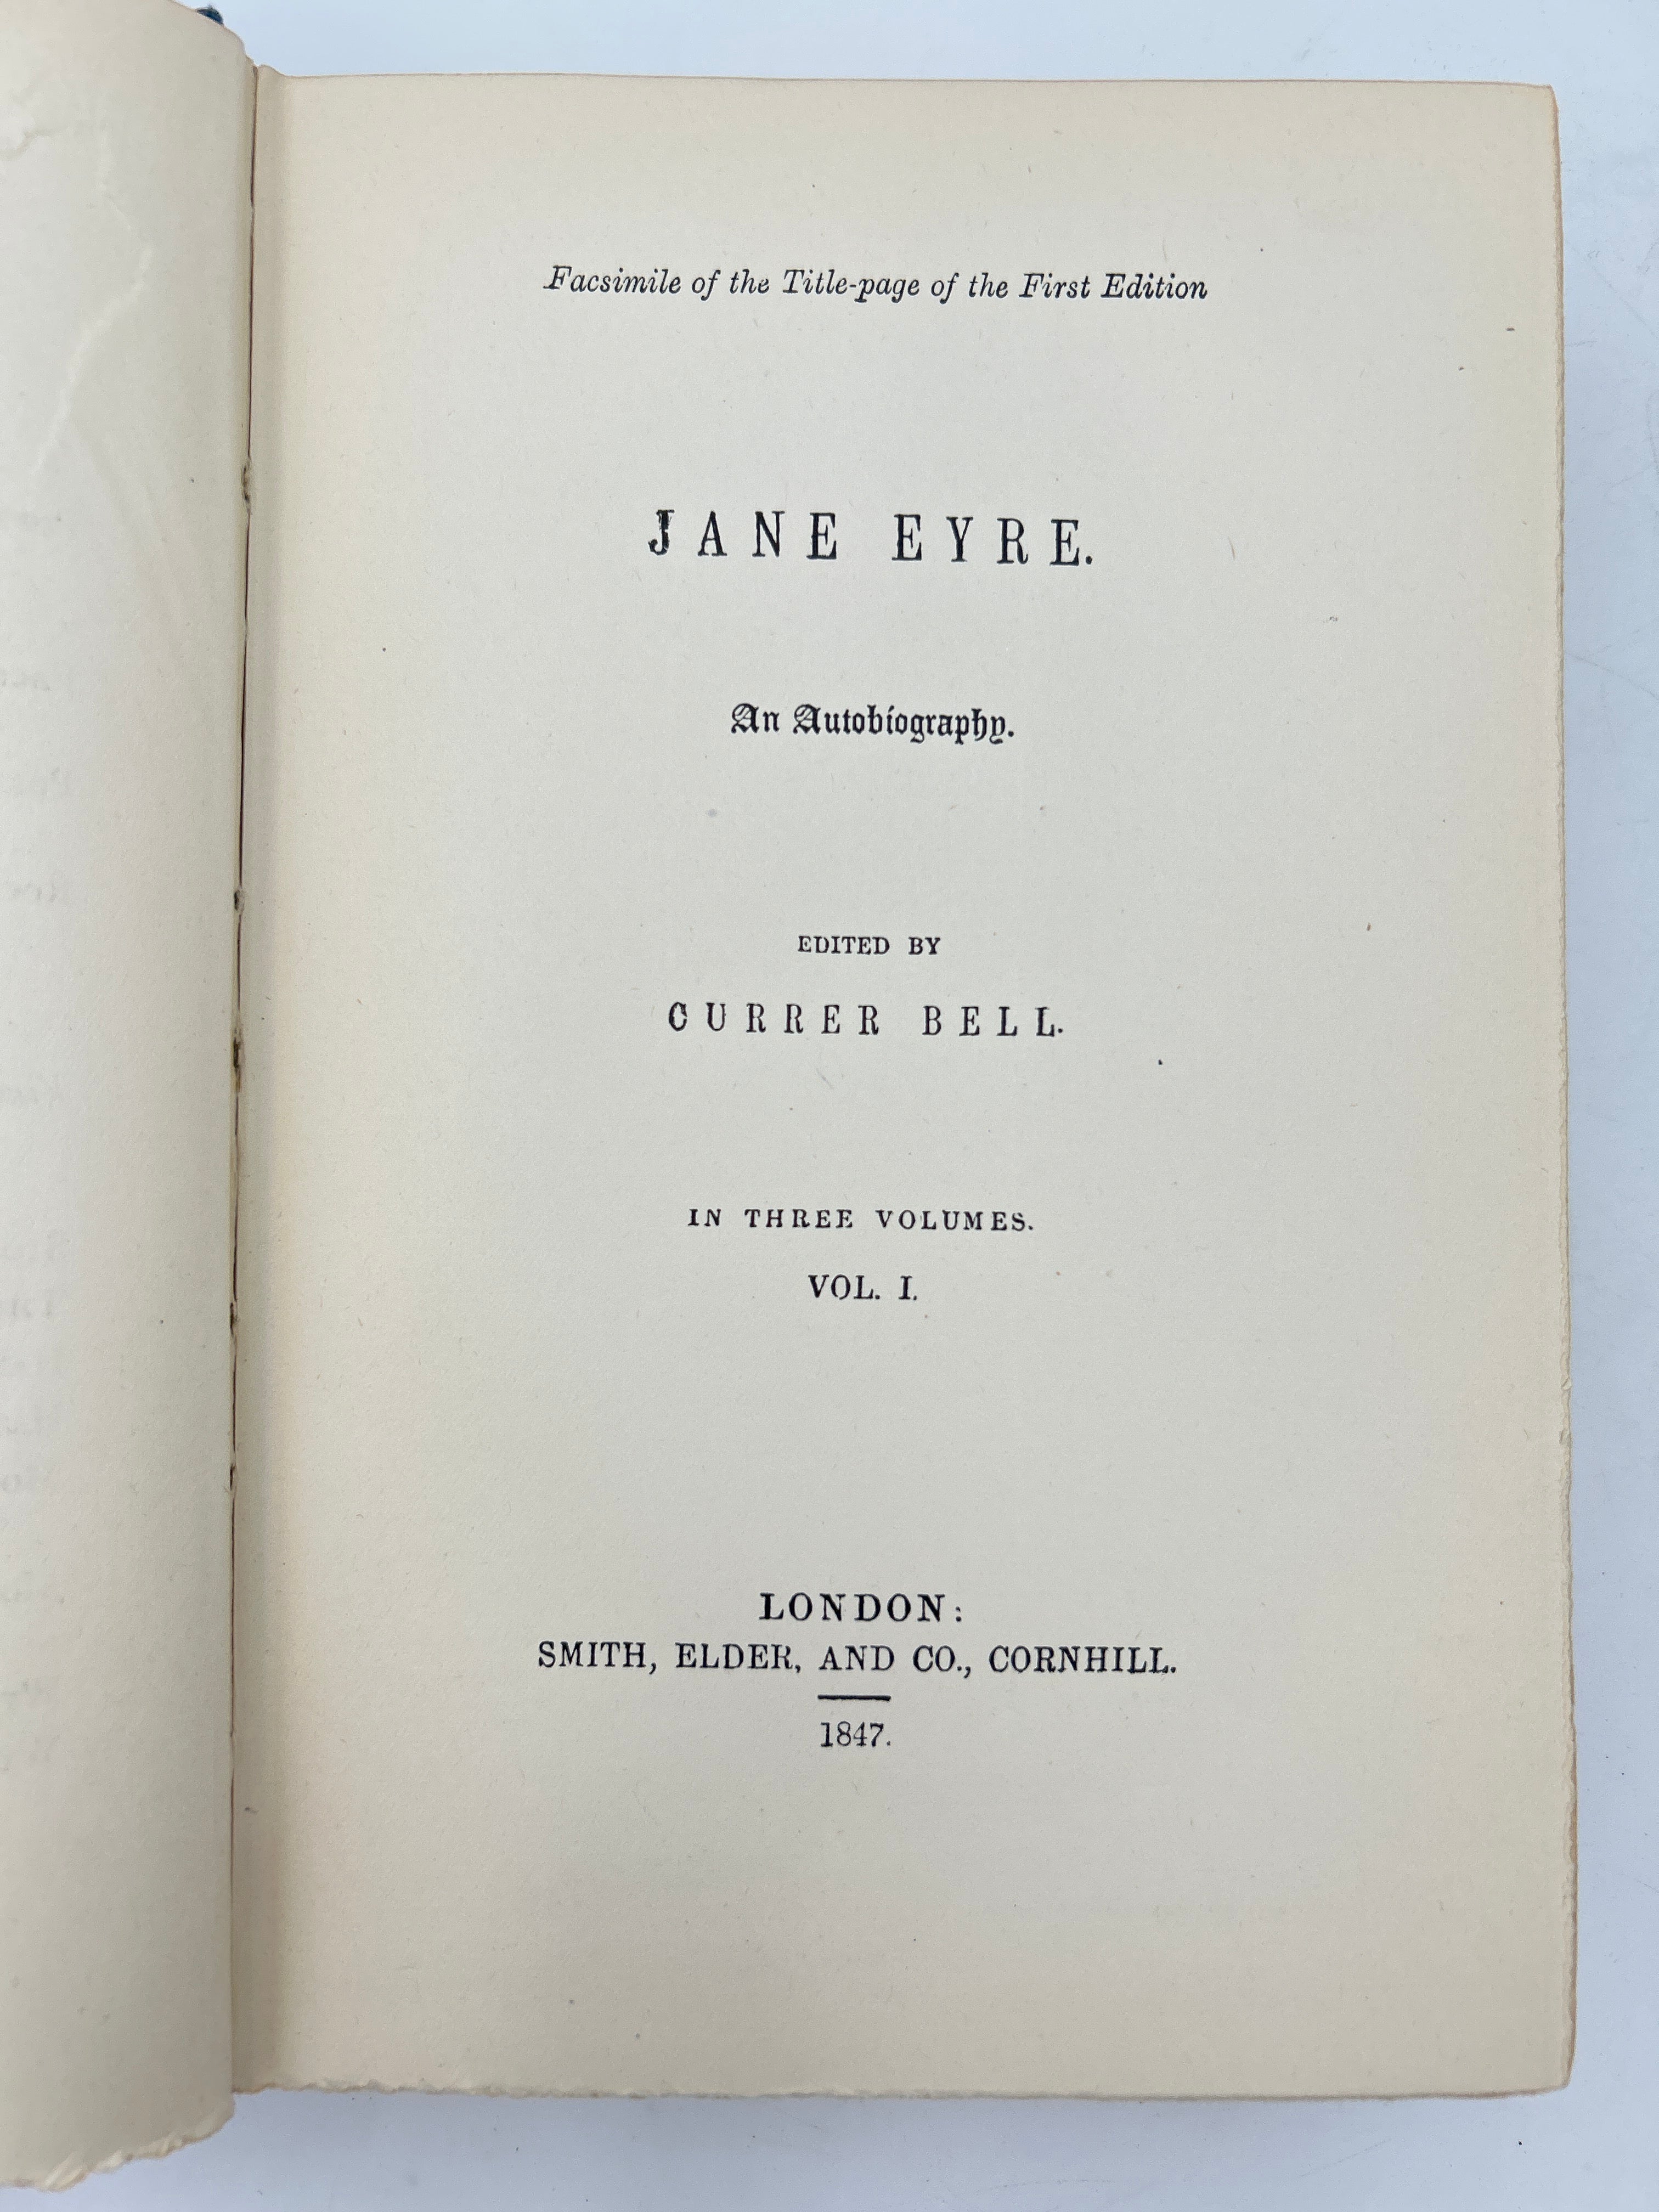 Facsimile of the Title-page of the First Edition
JANE EYRE.
An Autobiography.
EDITED BY
CURRER BELL.
IN THREE VOLUMES.
VOL. I.
LONDON:
SMITH, ELDER, AND CO., CORNHILL.
1847.